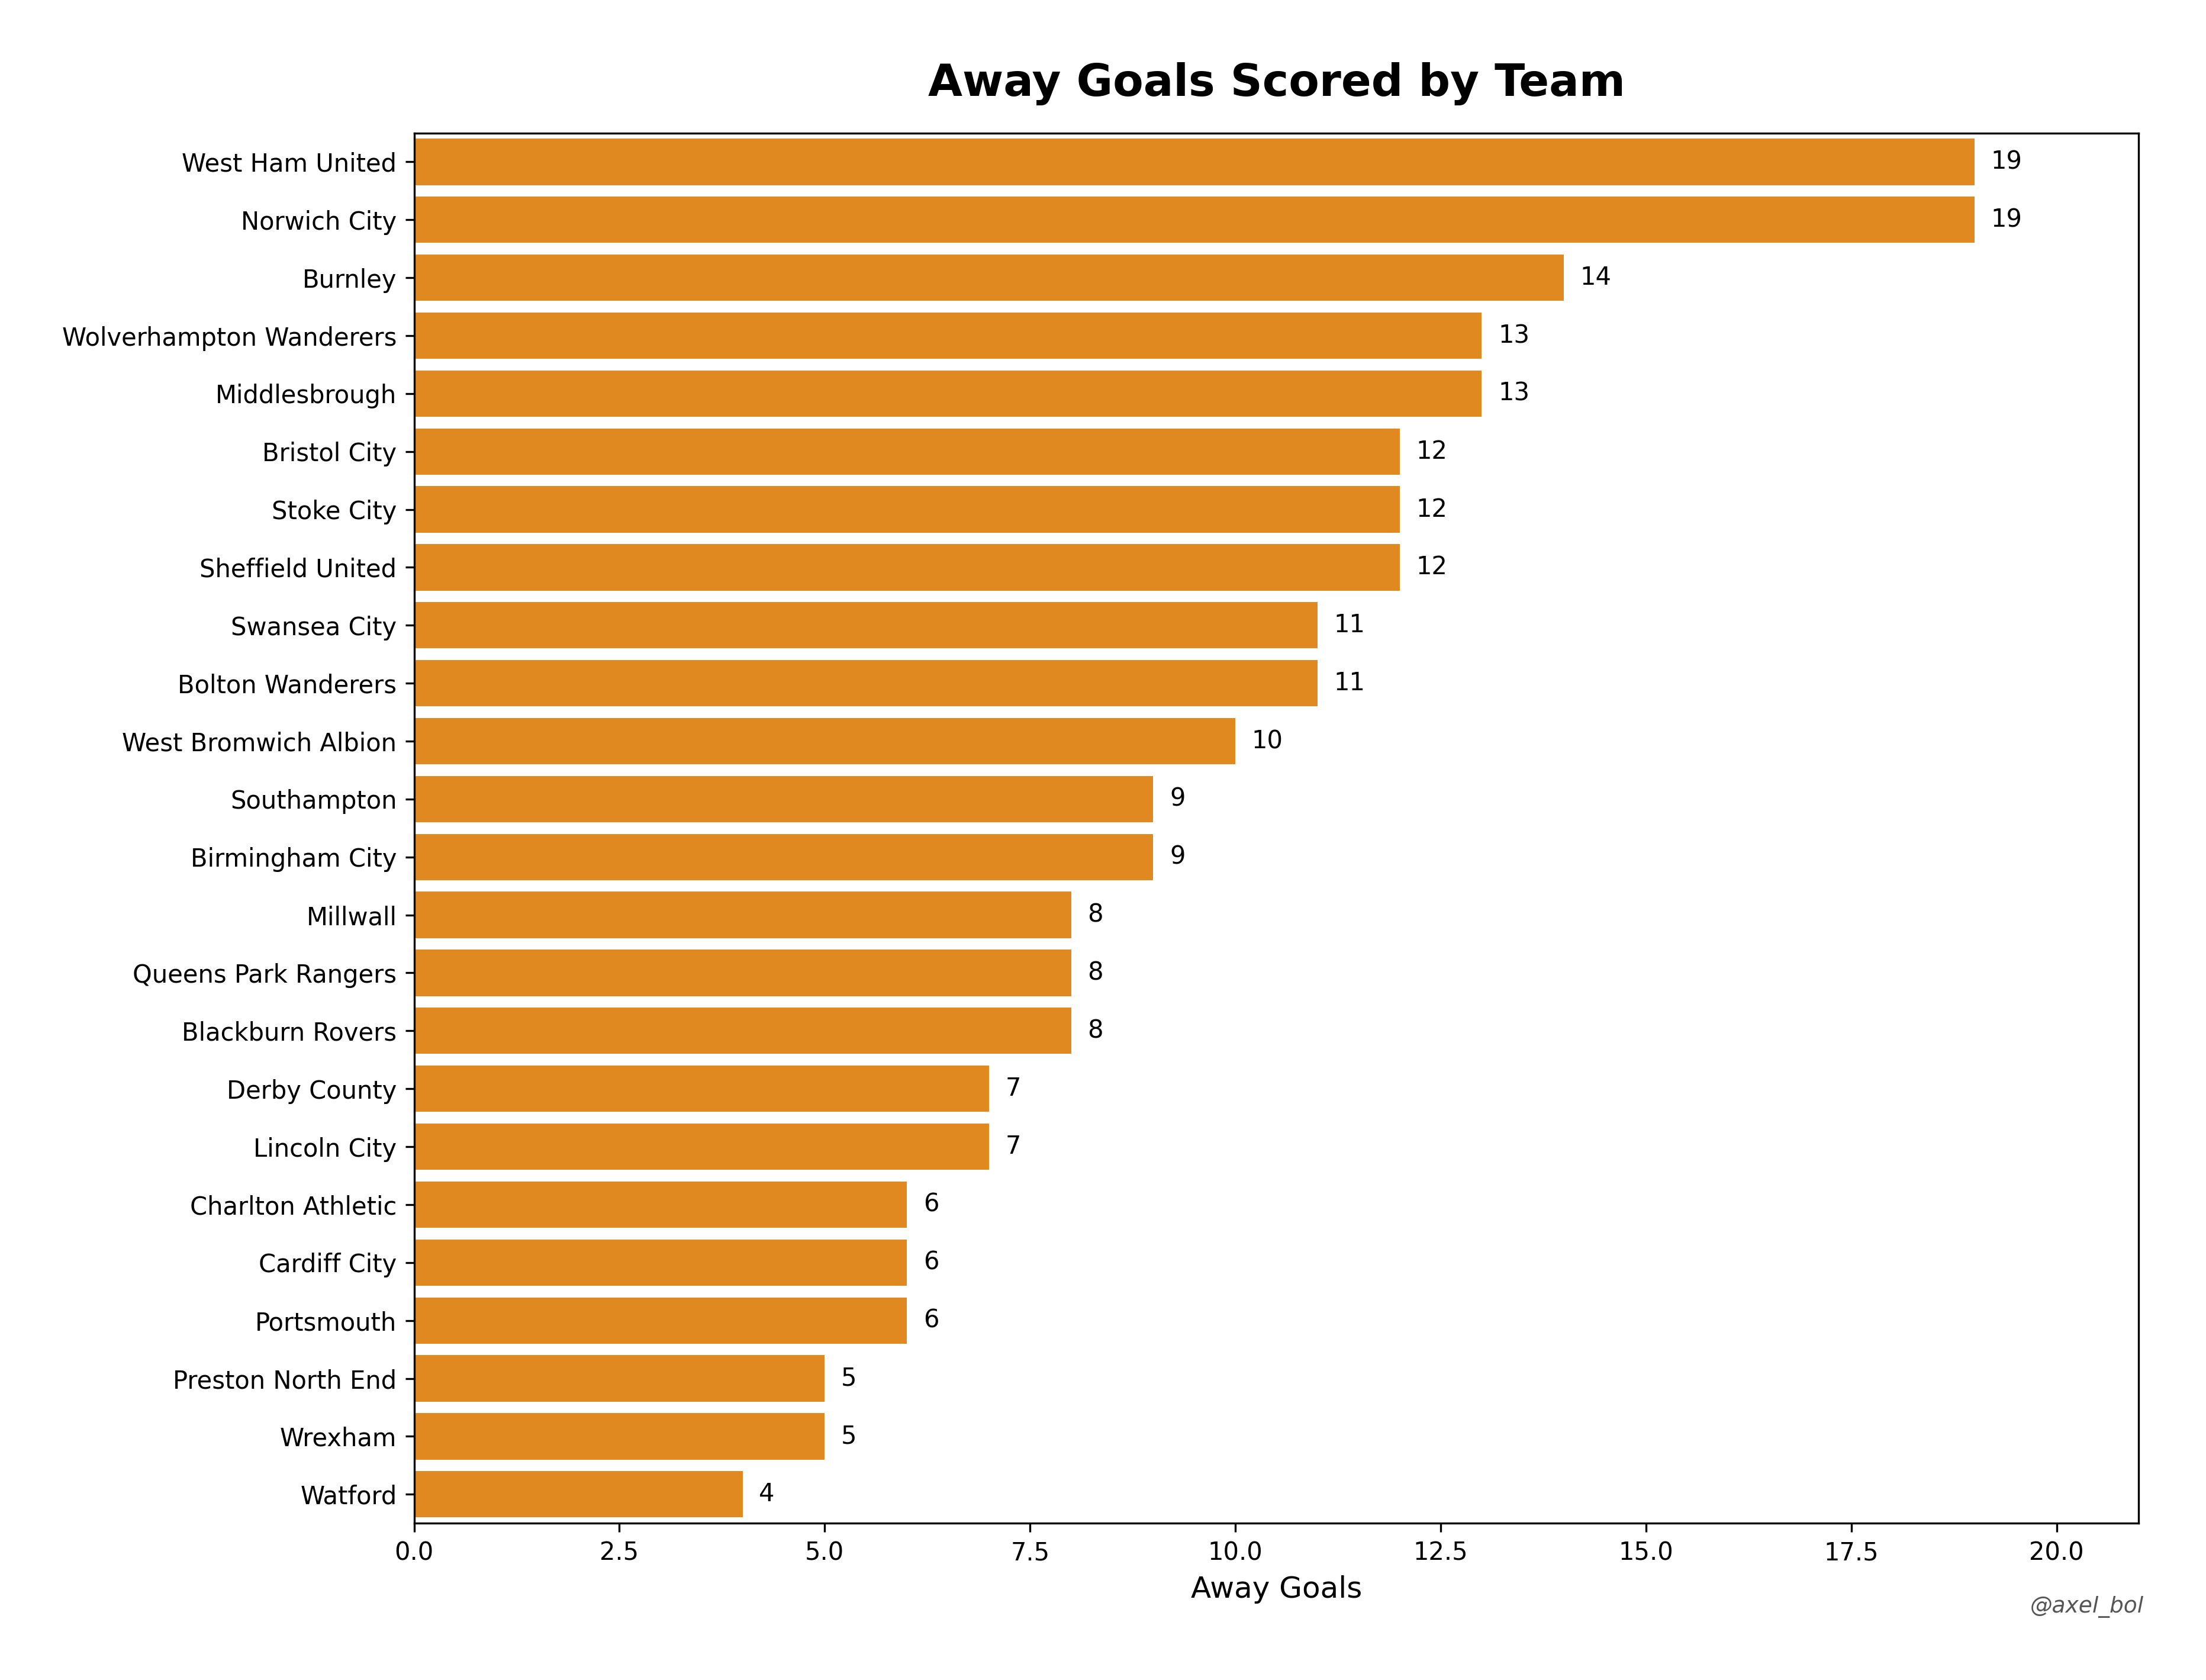 Away Goals Scored by Team
West Ham United 19
Norwich City 19
Burnley 14
Wolverhampton Wanderers 13
Middlesbrough 13
Bristol City 12
Stoke City 12
Sheffield United 12
Swansea City 11
Bolton Wanderers 11
West Bromwich Albion 10
Southampton 9
Birmingham City 9
Millwall 8
Queens Park Rangers 8
Blackburn Rovers 8
Derby County 7
Lincoln City 7
Charlton Athletic 6
Cardiff City 6
Portsmouth 6
Preston North End 5
Wrexham 5
Watford 4
0.0 2.5 5.0 7.5 10.0 12.5 15.0 17.5 20.0
Away Goals
@axel_bol